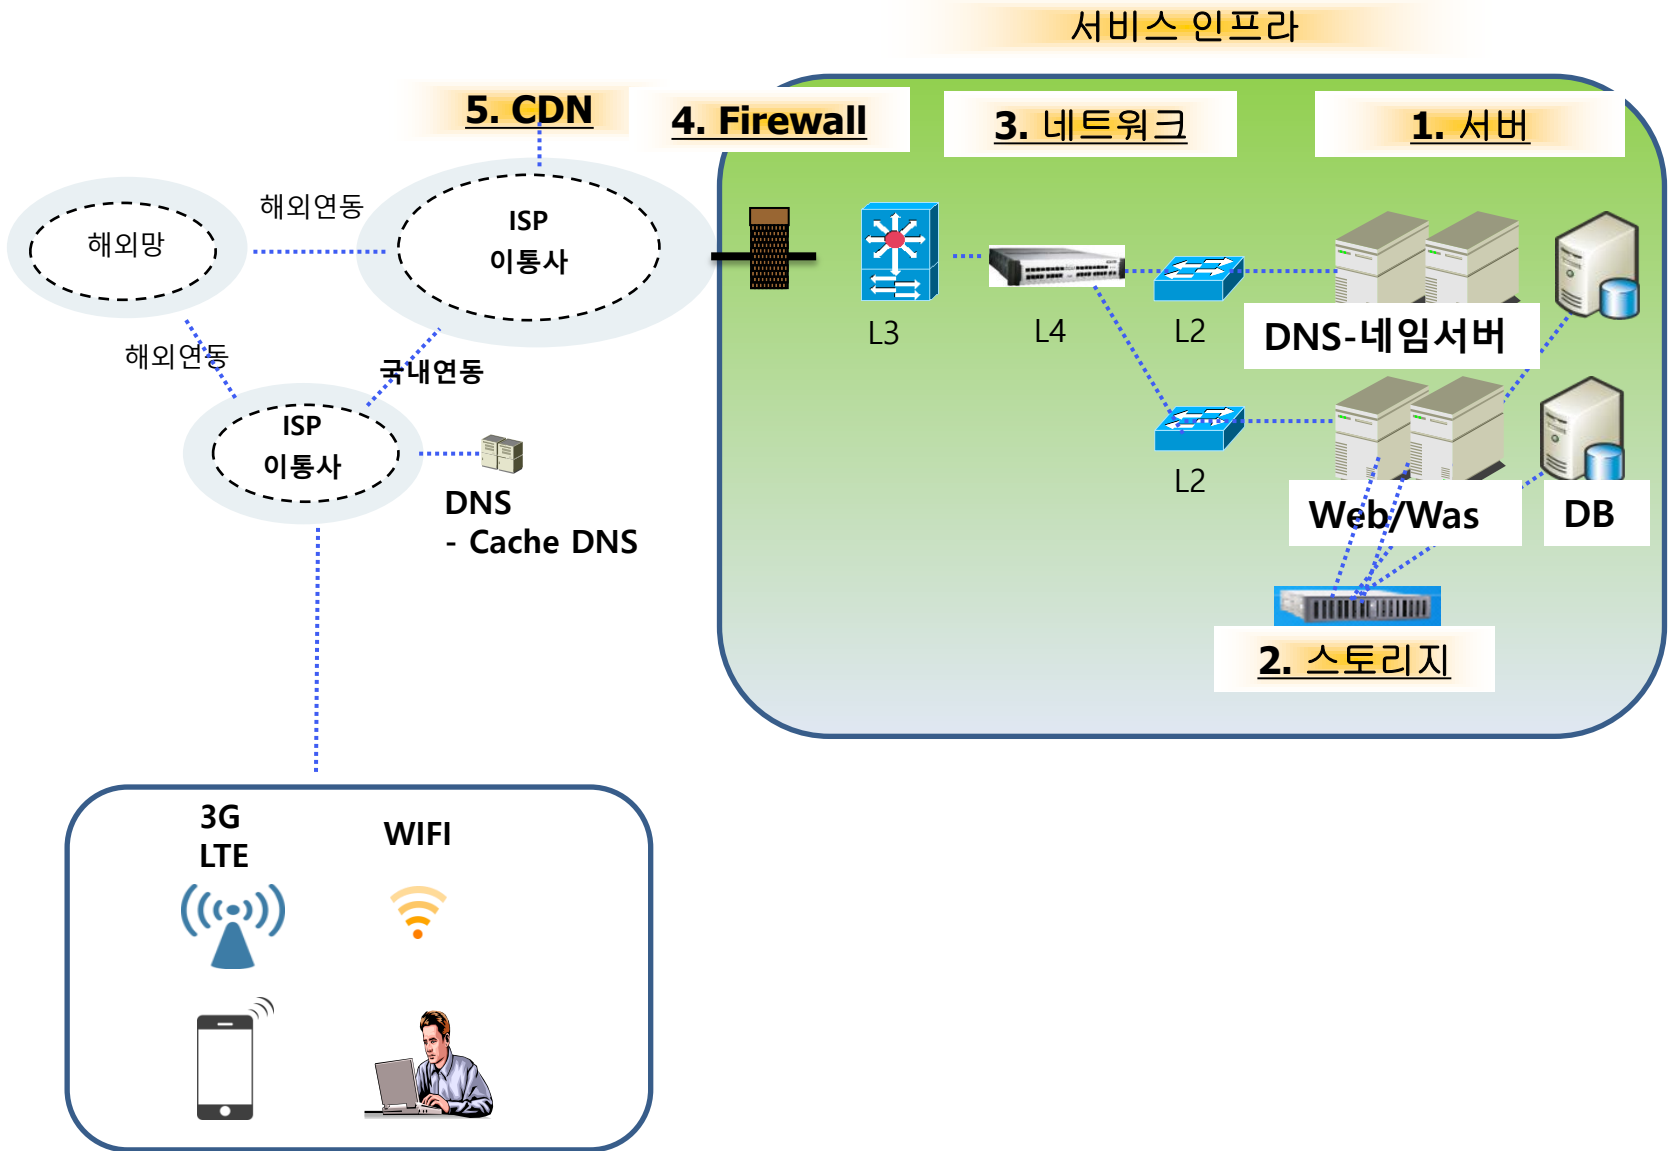 서비스 인프라
5. CDN
4. Firewall
3. 네트워크
1. 서버
해외망
해외연동
ISP
이통사
L3
L4
L2
DNS-네임서버
해외연동
국내연동
ISP
이통사
DNS
- Cache DNS
L2
Web/Was
DB
2. 스토리지
3G
LTE
WIFI